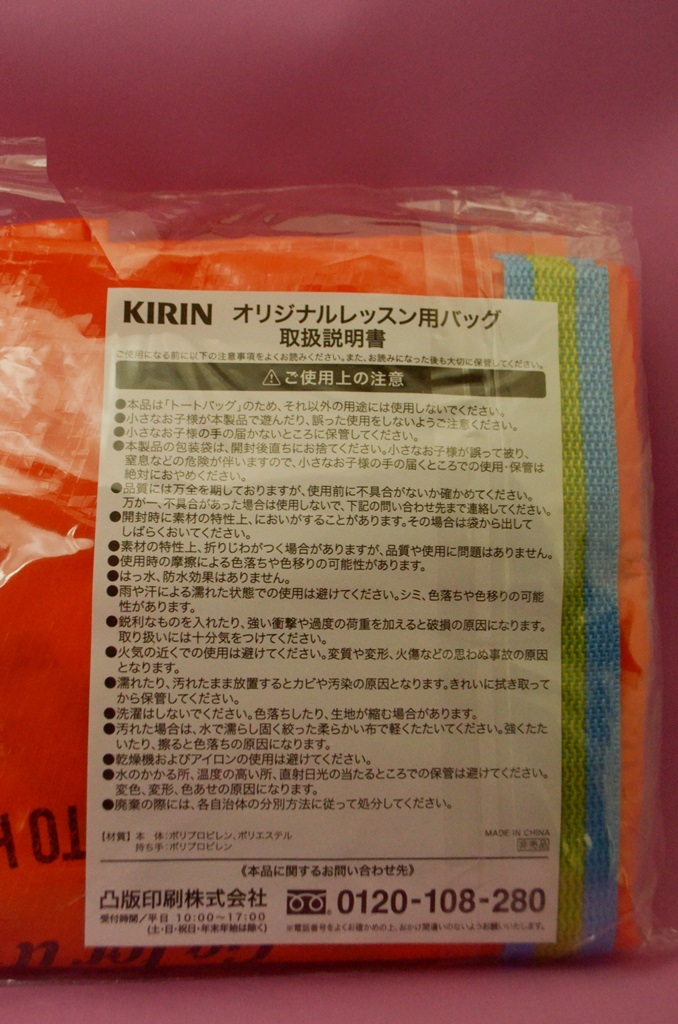 KIRIN オリジナルレッスン用バッグ
取扱説明書
ご使用になる前に以下の注意事項をよくお読みください。また、お読みになった後も大切に保管してください。
⚠ご使用上の注意
●本品は「トートバッグ」のため、それ以外の用途には使用しないでください。
●小さなお子様が本製品で遊んだり、誤った使用をしないようご注意ください。
●小さなお子様の手の届かないところに保管してください。
●本製品の包装袋は、開封後直ちにお捨てください。小さなお子様が誤って被り、
窒息などの危険が伴いますので、小さなお子様の手の届くところでの使用・保管は
絶対におやめください。
●品質には万全を期しておりますが、使用前に不具合がないか確かめてください。
万が一、不具合があった場合は使用しないで、下記の問い合わせ先まで連絡してください。
●開封時に素材の特性上、においがすることがあります。その場合は袋から出して
しばらくおいてください。
●素材の特性上、折りじわがつく場合がありますが、品質や使用に問題はありません。
●使用時の摩擦による色落ちや色移りの可能性があります。
●はっ水、防水効果はありません。
●雨や汗による濡れた状態での使用は避けてください。シミ、色落ちや色移りの可能
性があります。
●鋭利なものを入れたり、強い衝撃や過度の荷重を加えると破損の原因になります。
取り扱いには十分気をつけてください。
●火気の近くでの使用は避けてください。変質や変形、火傷などの思わぬ事故の原因
となります。
●濡れたり、汚れたまま放置するとカビや汚染の原因となります。きれいに拭き取って
から保管してください。
●洗濯はしないでください。色落ちしたり、生地が縮む場合があります。
●汚れた場合は、水で濡らし固く絞った柔らかい布で軽くたたいてください。強くたた
いたり、擦ると色落ちの原因になります。
●乾燥機およびアイロンの使用は避けてください。
●水のかかる所、温度の高い所、直射日光の当たるところでの保管は避けてください。
変色、変形、色あせの原因になります。
●廃棄の際には、各自治体の分別方法に従って処分してください。
【材質】本 体:ポリプロピレン、ポリエステル
持ち手:ポリプロピレン
MADE IN CHINA
非売品
《本品に関するお問い合わせ先》
凸版印刷株式会社 0120-108-280
受付時間/平日 10:00~17:00
(土・日・祝日・年末年始は除く)
※電話番号をよくお確かめの上、おかけ間違いのないようお願いいたします。
TO H
Go for u